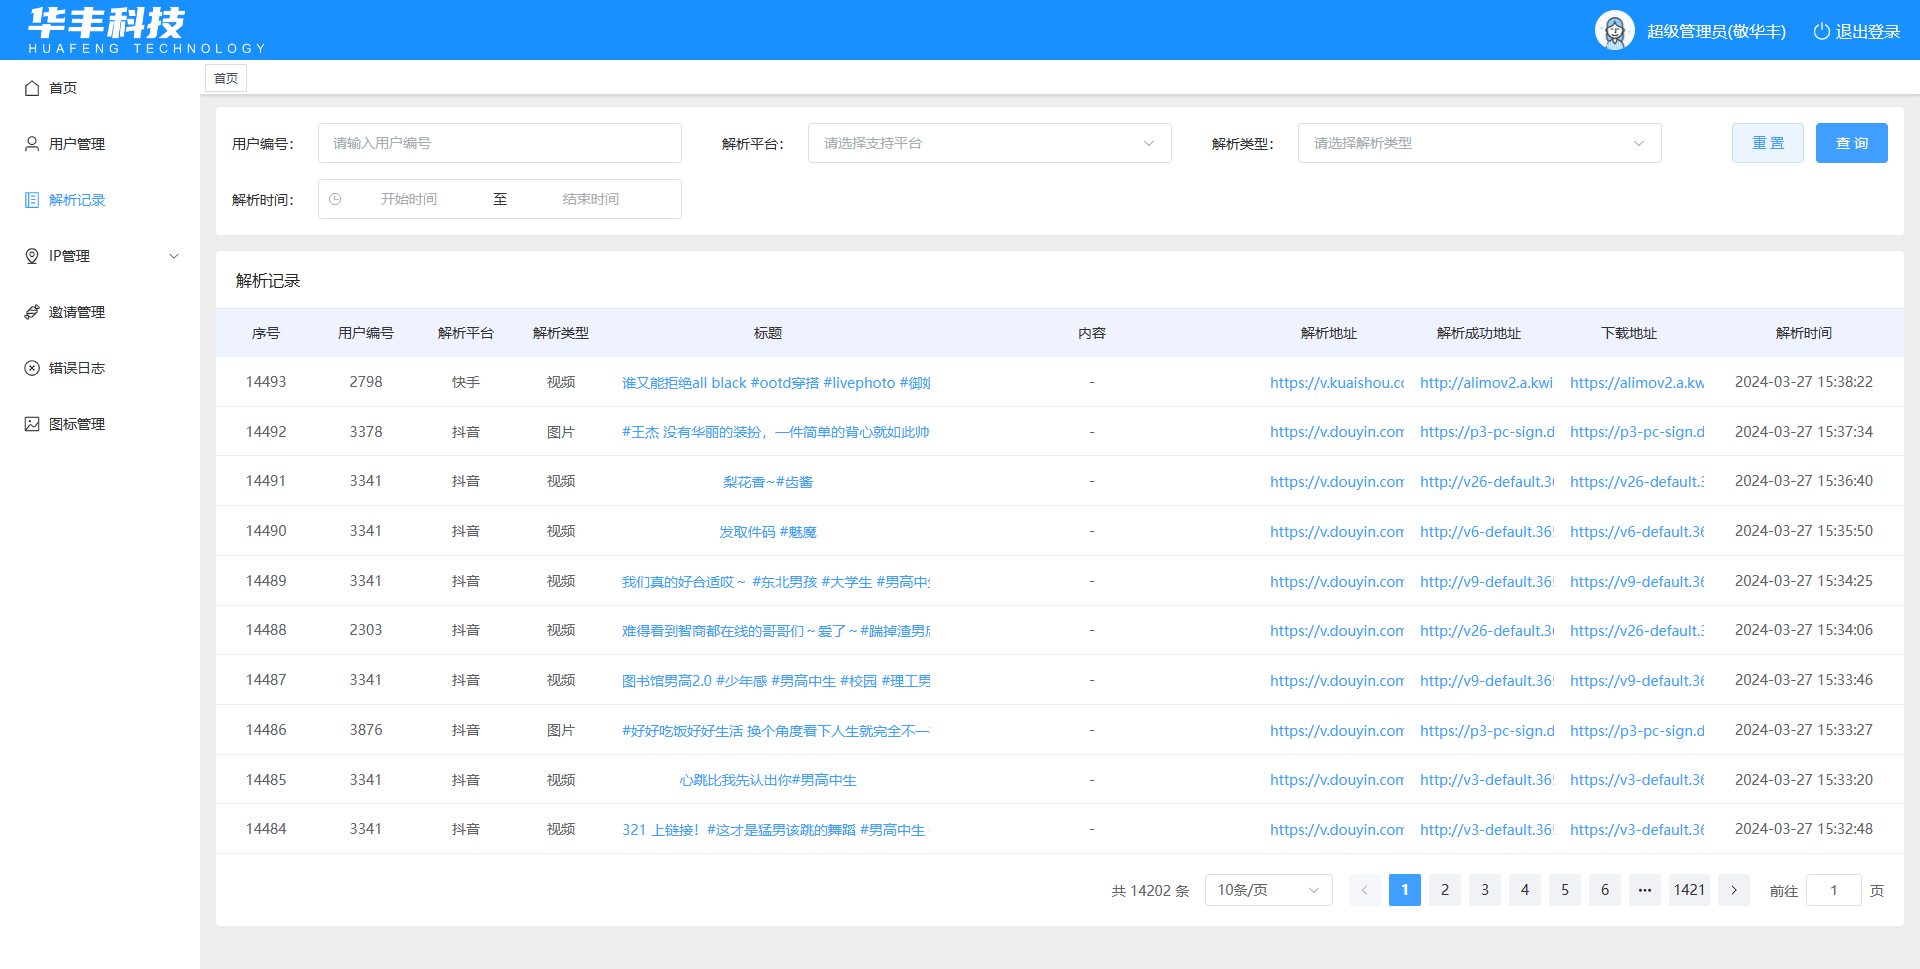 华丰科技
HUAFENG TECHNOLOGY
超级管理员(敬华丰)
退出登录
首页
用户管理
解析记录
IP管理
邀请管理
错误日志
图标管理
首页
用户编号： 请输入用户编号 解析平台： 请选择支持平台 解析类型： 请选择解析类型 重置 查询
解析时间： 开始时间 至 结束时间
解析记录
序号 用户编号 解析平台 解析类型 标题 内容 解析地址 解析成功地址 下载地址 解析时间
14493 2798 快手 视频 谁又能拒绝all black #ootd穿搭 #livephoto #御 - https://v.kuaishou.cc http://alimov2.a.kwi https://alimov2.a.kw 2024-03-27 15:38:22
14492 3378 抖音 图片 #王杰 没有华丽的装扮，一件简单的背心就如此帅 - https://v.douyin.com https://p3-pc-sign.d https://p3-pc-sign.d 2024-03-27 15:37:34
14491 3341 抖音 视频 梨花香~#齿酱 - https://v.douyin.com http://v26-default.3 https://v26-default.3 2024-03-27 15:36:40
14490 3341 抖音 视频 发取件码 #魅魔 - https://v.douyin.com http://v6-default.36 https://v6-default.36 2024-03-27 15:35:50
14489 3341 抖音 视频 我们真的好合适哎～ #东北男孩 #大学生 #男高中生 - https://v.douyin.com http://v9-default.36 https://v9-default.36 2024-03-27 15:34:25
14488 2303 抖音 视频 难得看到智商都在线的哥哥们～爱了～#踹掉渣男后 - https://v.douyin.com http://v26-default.3 https://v26-default.3 2024-03-27 15:34:06
14487 3341 抖音 视频 图书馆男高2.0 #少年感 #男高中生 #校园 #理工男 - https://v.douyin.com http://v9-default.36 https://v9-default.36 2024-03-27 15:33:46
14486 3876 抖音 图片 #好好吃饭好好生活 换个角度看下人生就完全不一 - https://v.douyin.com https://p3-pc-sign.d https://p3-pc-sign.d 2024-03-27 15:33:27
14485 3341 抖音 视频 心跳比我先认出你#男高中生 - https://v.douyin.com http://v3-default.36 https://v3-default.36 2024-03-27 15:33:20
14484 3341 抖音 视频 321 上链接！#这才是猛男该跳的舞蹈 #男高中生 - https://v.douyin.com http://v3-default.36 https://v3-default.36 2024-03-27 15:32:48
共 14202 条 10条/页 1 2 3 4 5 6 ••• 1421 前往 1 页